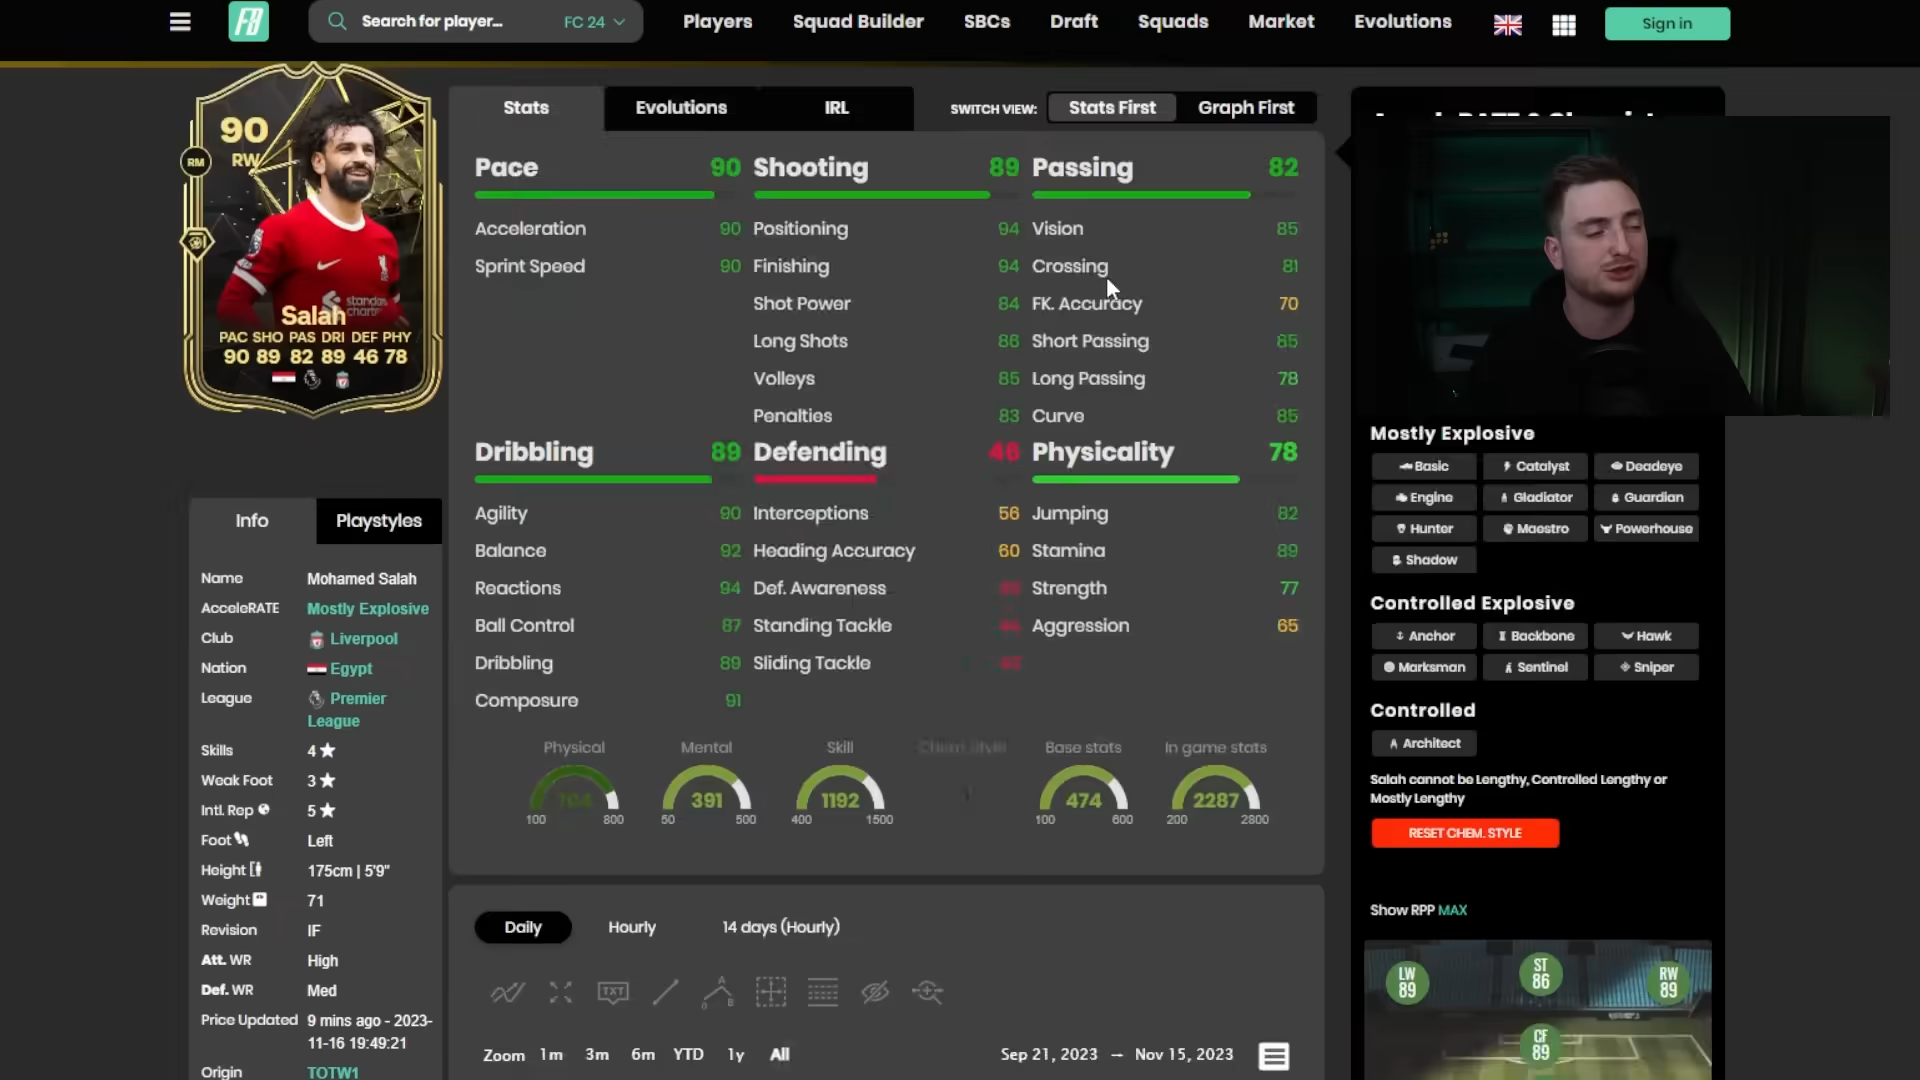 Search for player...
FC 24
Players
Squad Builder
SBCs
Draft
Squads
Market
Evolutions
Sign in
90
RW
RM
Salah
PAC SHO PAS DRI DEF PHY
90 89 82 89 46 78
Stats
Evolutions
IRL
SWITCH VIEW:
Stats First
Graph First
Pace 90
Acceleration 90
Sprint Speed 90
Shooting 89
Positioning 94
Finishing 94
Shot Power 84
Long Shots 86
Volleys 85
Penalties 83
Passing 82
Vision 85
Crossing 81
FK. Accuracy 70
Short Passing 85
Long Passing 78
Curve 85
Dribbling 89
Agility 90
Balance 92
Reactions 94
Ball Control 87
Dribbling 89
Composure 91
Defending 46
Interceptions 56
Heading Accuracy 60
Def. Awareness
Standing Tackle
Sliding Tackle
Physicality 78
Jumping 82
Stamina 89
Strength 77
Aggression 65
Physical
100 800
Mental
391
50 500
Skill
1192
400 1500
Base stats
474
100 600
In game stats
2287
200 2800
Info
Playstyles
Name Mohamed Salah
AcceleRATE Mostly Explosive
Club Liverpool
Nation Egypt
League Premier
League
Skills 4
Weak Foot 3
Intl. Rep 5
Foot Left
Height 175cm | 5'9"
Weight 71
Revision IF
Att. WR High
Def. WR Med
Price Updated 9 mins ago - 2023-
11-16 19:49:21
Origin TOTW1
Daily
Hourly
14 days (Hourly)
TXT
A
B
Zoom 1m 3m 6m YTD 1y All
Sep 21, 2023 → Nov 15, 2023
Mostly Explosive
Basic Catalyst Deadeye
Engine Gladiator Guardian
Hunter Maestro Powerhouse
Shadow
Controlled Explosive
Anchor Backbone Hawk
Marksman Sentinel Sniper
Controlled
Architect
Salah cannot be Lengthy, Controlled Lengthy or
Mostly Lengthy
RESET CHEM. STYLE
Show RPP MAX
LW
89
ST
86
RW
89
CF
89